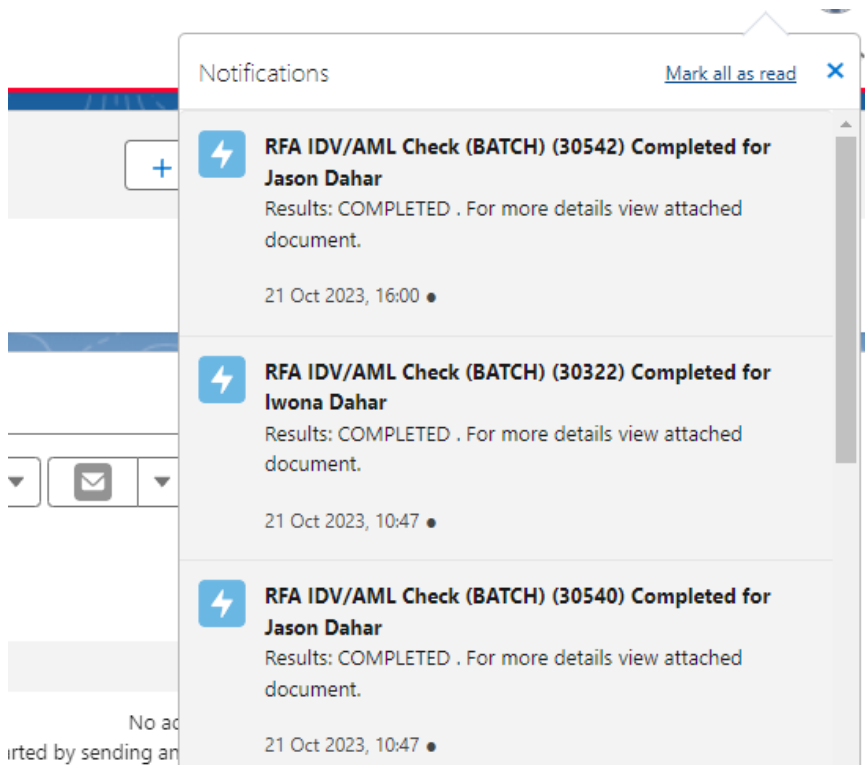 Notifications
Mark all as read
RFA IDV/AML Check (BATCH) (30542) Completed for
Jason Dahar
Results: COMPLETED . For more details view attached
document.
21 Oct 2023, 16:00
RFA IDV/AML Check (BATCH) (30322) Completed for
Iwona Dahar
Results: COMPLETED . For more details view attached
document.
21 Oct 2023, 10:47
RFA IDV/AML Check (BATCH) (30540) Completed for
Jason Dahar
Results: COMPLETED . For more details view attached
document.
No
21 Oct 2023, 10:47
by sending